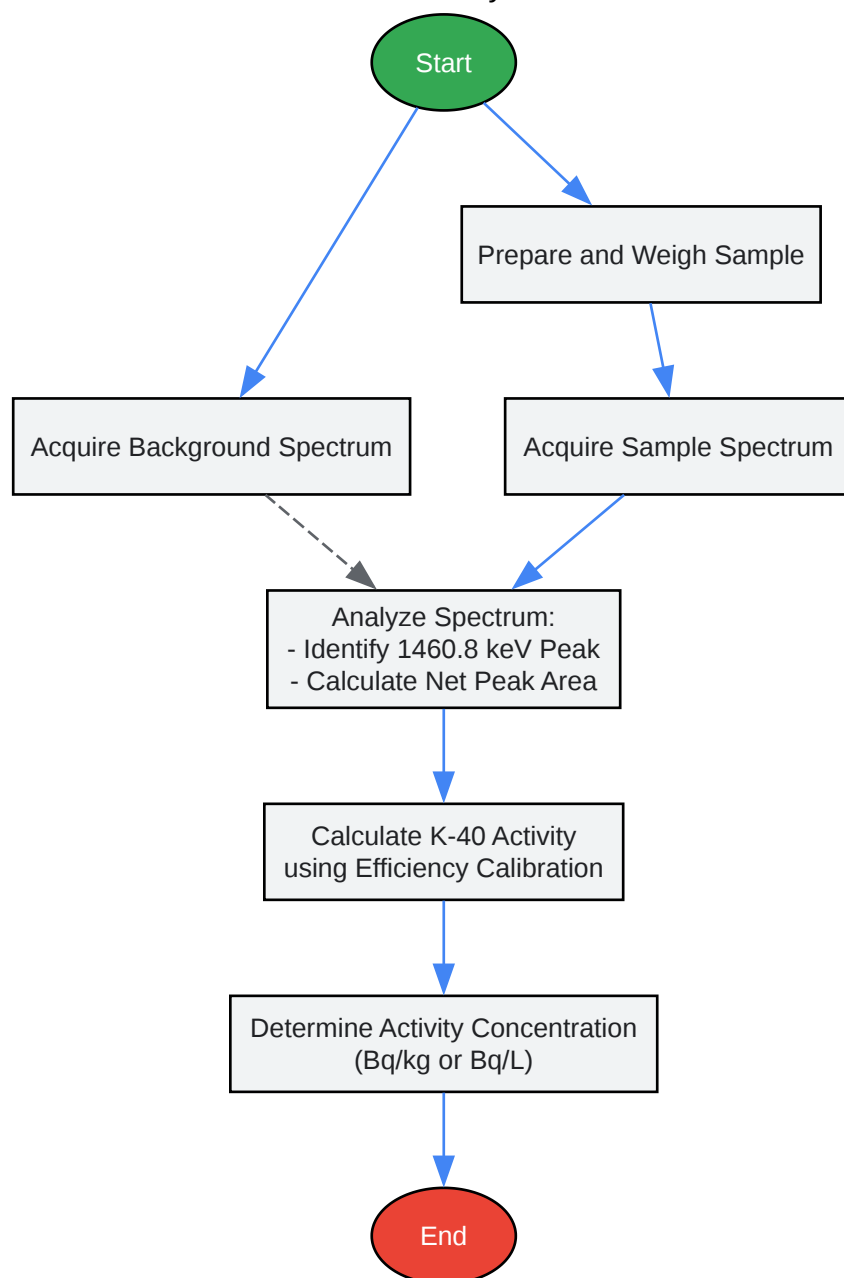 Start
Prepare and Weigh Sample
Acquire Background Spectrum
Acquire Sample Spectrum
Analyze Spectrum:
- Identify 1460.8 keV Peak
- Calculate Net Peak Area
Calculate K-40 Activity
using Efficiency Calibration
Determine Activity Concentration
(Bq/kg or Bq/L)
End